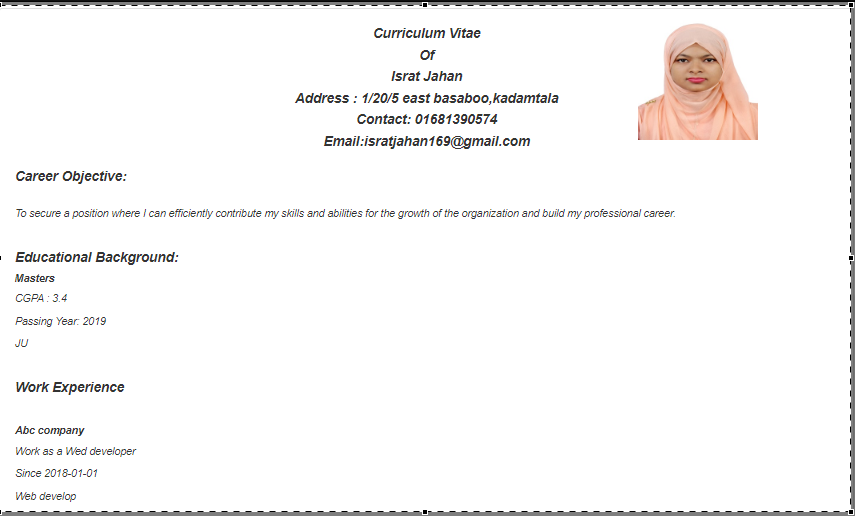 Curriculum Vitae
Of
Israt Jahan
Address : 1/20/5 east basaboo,kadamtala
Contact: 01681390574
Email:isratjahan169@gmail.com
Career Objective:
To secure a position where I can efficiently contribute my skills and abilities for the growth of the organization and build my professional career.
Educational Background:
Masters
CGPA : 3.4
Passing Year: 2019
JU
Work Experience
Abc company
Work as a Wed developer
Since 2018-01-01
Web develop